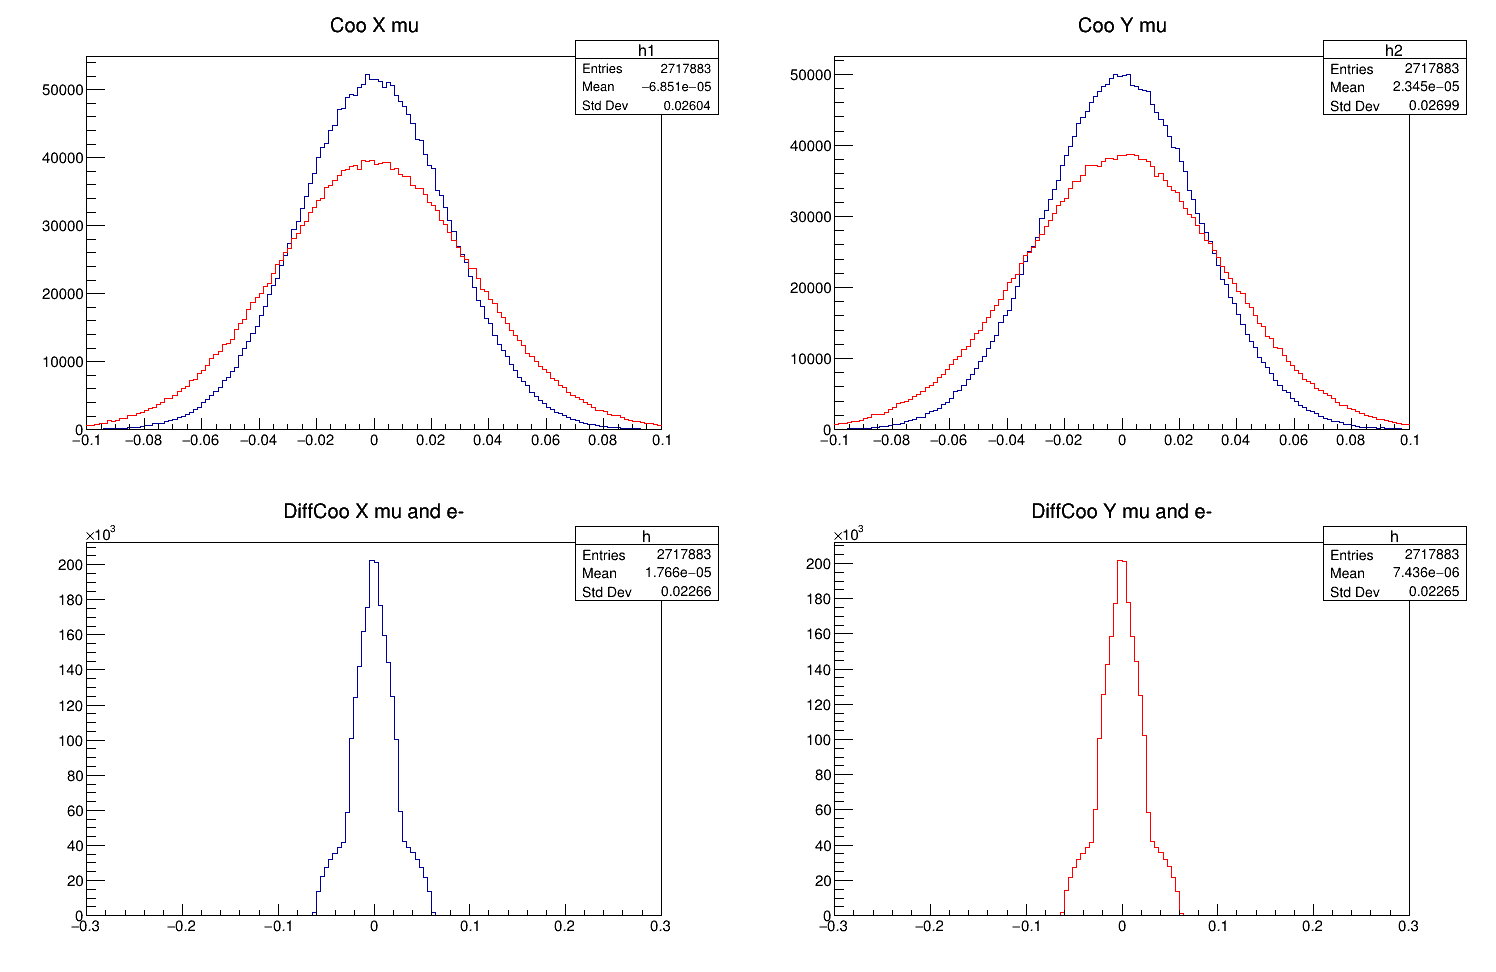 Coo X mu
h1
Entries 2717883
Mean −6.851e−05
Std Dev 0.02604
50000
40000
30000
20000
10000
0
−0.1 −0.08 −0.06 −0.04 −0.02 0 0.02 0.04 0.06 0.08 0.1
Coo Y mu
h2
Entries 2717883
Mean 2.345e−05
Std Dev 0.02699
50000
40000
30000
20000
10000
0
−0.1 −0.08 −0.06 −0.04 −0.02 0 0.02 0.04 0.06 0.08 0.1
DiffCoo X mu and e-
×10³
h
Entries 2717883
Mean 1.766e−05
Std Dev 0.02266
200
180
160
140
120
100
80
60
40
20
0
−0.3 −0.2 −0.1 0 0.1 0.2 0.3
DiffCoo Y mu and e-
×10³
h
Entries 2717883
Mean 7.436e−06
Std Dev 0.02265
200
180
160
140
120
100
80
60
40
20
0
−0.3 −0.2 −0.1 0 0.1 0.2 0.3